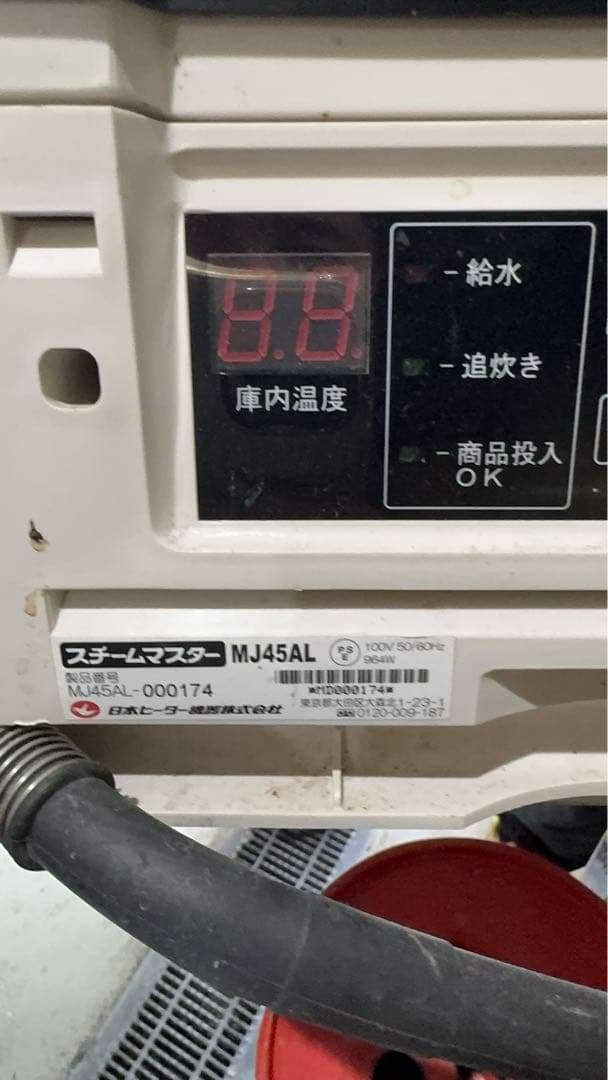 8.8.
庫内温度
-給水
-追炊き
-商品投入
OK
スチームマスター MJ45AL PSE 100V 50/60Hz
964W
製品番号
MJ45AL-000174
*MD000174*
日本ヒーター機器株式会社
東京都大田区大森北1-23-1
0120-009-187